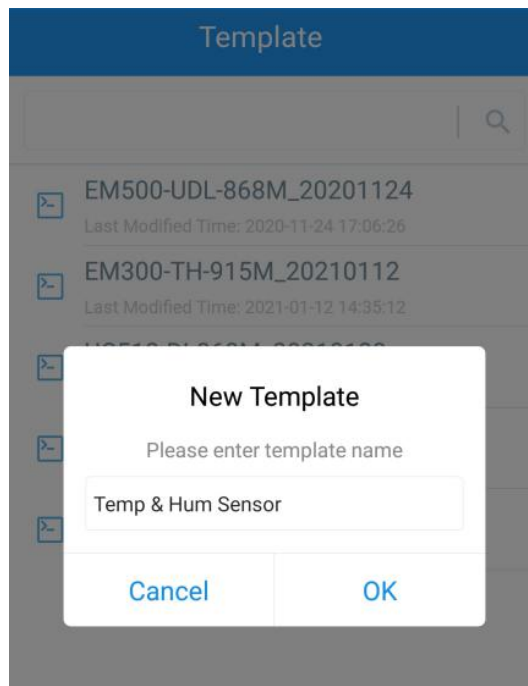 Template
EM500-UDL-868M_20201124
Last Modified Time: 2020-11-24 17:06:26
EM300-TH-915M_20210112
Last Modified Time: 2021-01-12 14:35:12
New Template
Please enter template name
Temp & Hum Sensor
Cancel
OK